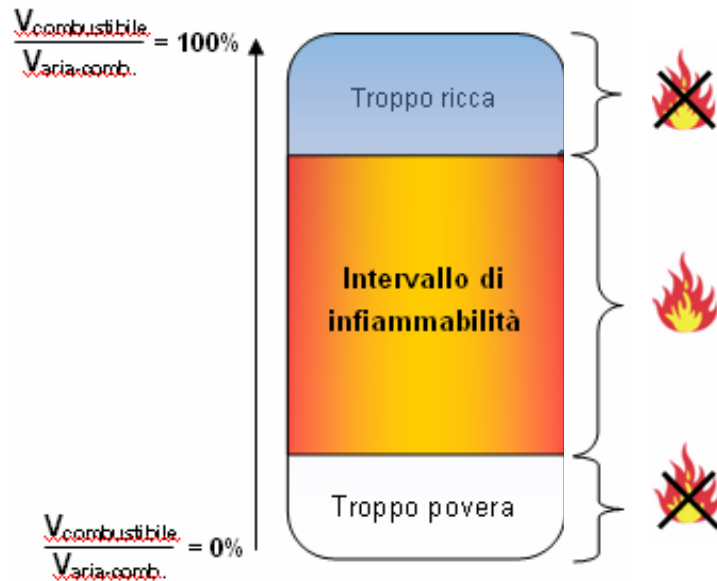 Vcombustibile
Varia-comb. = 100%
Troppo ricca
Intervallo di
infiammabilità
Troppo povera
Vcombustibile
Varia-comb. = 0%